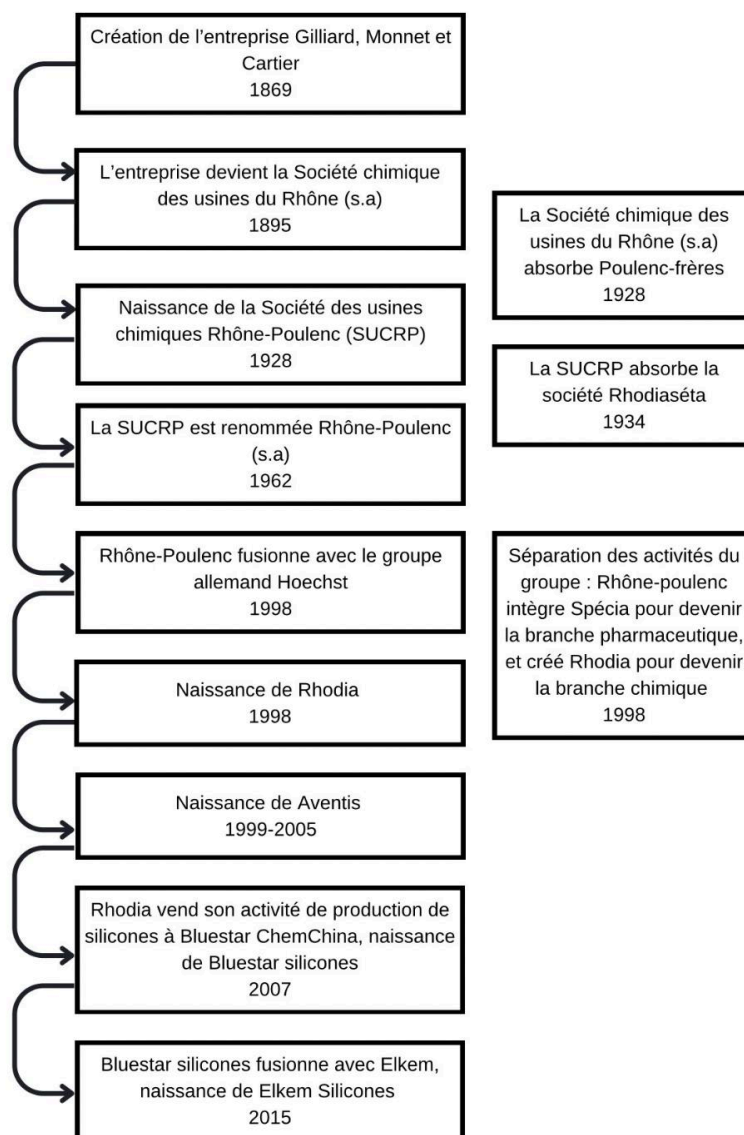 Création de l'entreprise Gilliard, Monnet et
Cartier
1869
L'entreprise devient la Société chimique
des usines du Rhône (s.a)
1895
La Société chimique des
usines du Rhône (s.a)
absorbe Poulenc-frères
1928
Naissance de la Société des usines
chimiques Rhône-Poulenc (SUCRP)
1928
La SUCRP absorbe la
société Rhodiaséta
1934
La SUCRP est renommée Rhône-Poulenc
(s.a)
1962
Rhône-Poulenc fusionne avec le groupe
allemand Hoechst
1998
Séparation des activités du
groupe : Rhône-poulenc
intègre Spécia pour devenir
la branche pharmaceutique,
et créé Rhodia pour devenir
la branche chimique
1998
Naissance de Rhodia
1998
Naissance de Aventis
1999-2005
Rhodia vend son activité de production de
silicones à Bluestar ChemChina, naissance
de Bluestar silicones
2007
Bluestar silicones fusionne avec Elkem,
naissance de Elkem Silicones
2015